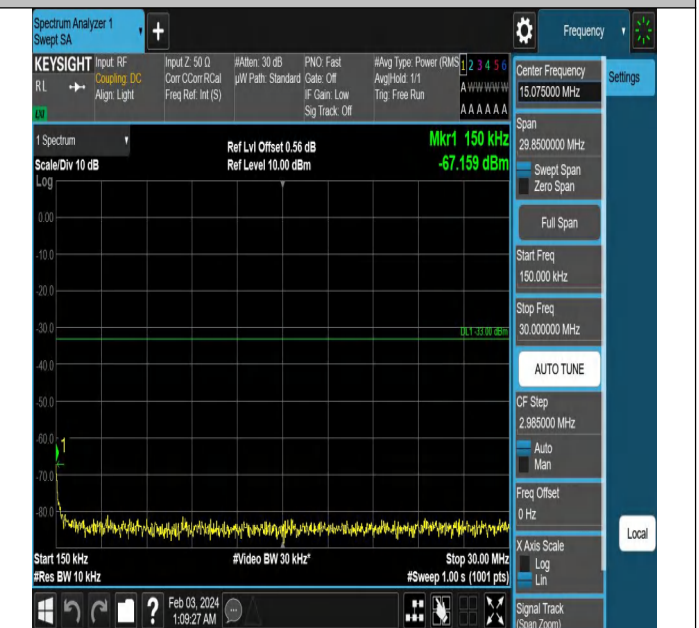 Spectrum Analyzer 1
Swept SA
+
Frequency
KEYSIGHT
RL
LXI
Input: RF
Coupling: DC
Align: Light
Input Z: 50 Ω
Corr CCorr RCal
Freq Ref: Int (S)
#Atten: 30 dB
µW Path: Standard
PNO: Fast
Gate: Off
IF Gain: Low
Sig Track: Off
#Avg Type: Power (RMS
Avg|Hold: 1/1
Trig: Free Run
1 2 3 4 5 6
A W W W W W
A A A A A A
Center Frequency
15.075000 MHz
Settings
Span
29.8500000 MHz
Swept Span
Zero Span
Full Span
Start Freq
150.000 kHz
Stop Freq
30.000000 MHz
AUTO TUNE
CF Step
2.985000 MHz
Auto
Man
Freq Offset
0 Hz
X Axis Scale
Log
Lin
Signal Track
(Span Zoom)
Local
1 Spectrum
Scale/Div 10 dB
Log
Ref Lvl Offset 0.56 dB
Ref Level 10.00 dBm
Mkr1 150 kHz
-67.159 dBm
0.00
-10.0
-20.0
-30.0
DL1 -33.00 dBm
-40.0
-50.0
-60.0
1
-70.0
-80.0
Start 150 kHz
#Video BW 30 kHz*
Stop 30.00 MHz
#Res BW 10 kHz
#Sweep 1.00 s (1001 pts)
?
Feb 03, 2024
1:09:27 AM